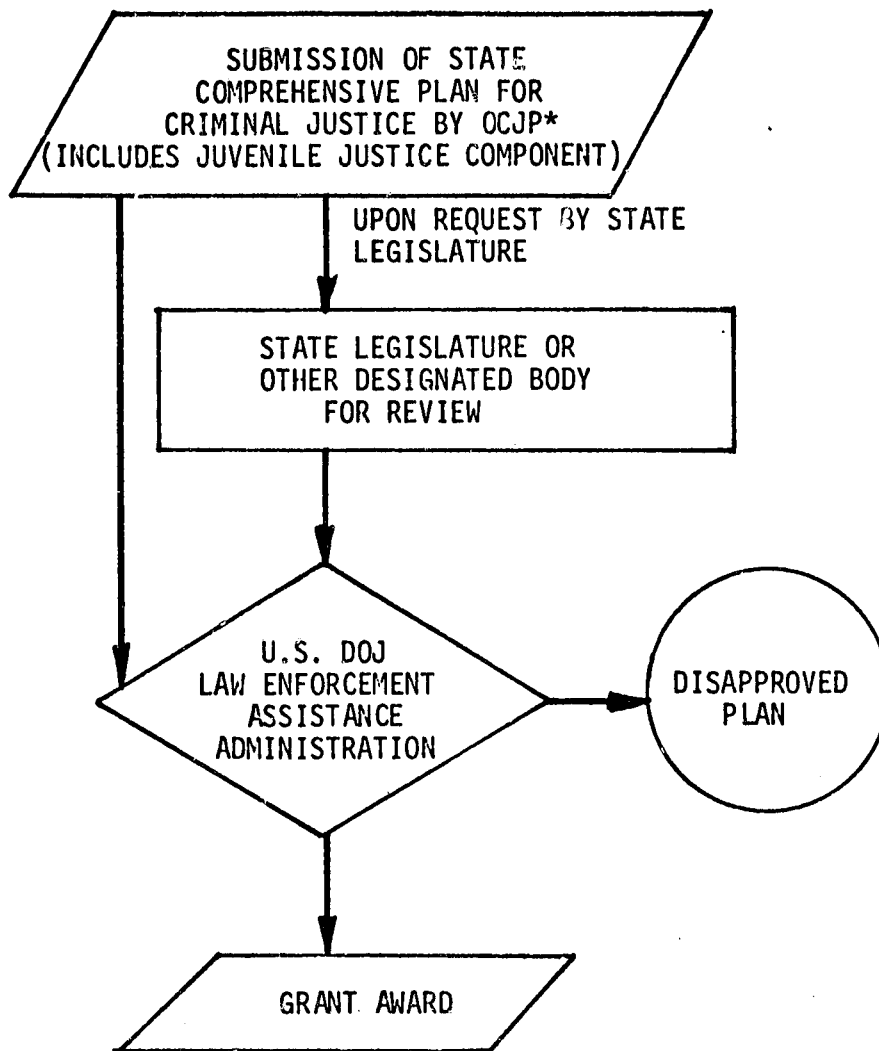 SUBMISSION OF STATE
COMPREHENSIVE PLAN FOR
CRIMINAL JUSTICE BY OCJP*
(INCLUDES JUVENILE JUSTICE COMPONENT)
UPON REQUEST BY STATE
LEGISLATURE
STATE LEGISLATURE OR
OTHER DESIGNATED BODY
FOR REVIEW
U.S. DOJ
LAW ENFORCEMENT
ASSISTANCE
ADMINISTRATION
DISAPPROVED
PLAN
GRANT AWARD